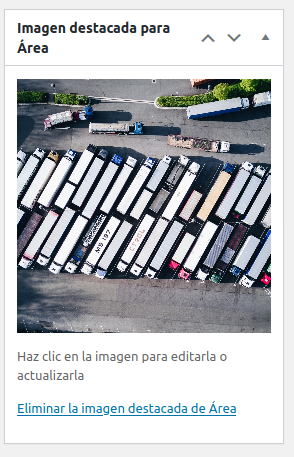 Imagen destacada para
Área
Haz clic en la imagen para editarla o
actualizarla
Eliminar la imagen destacada de Área